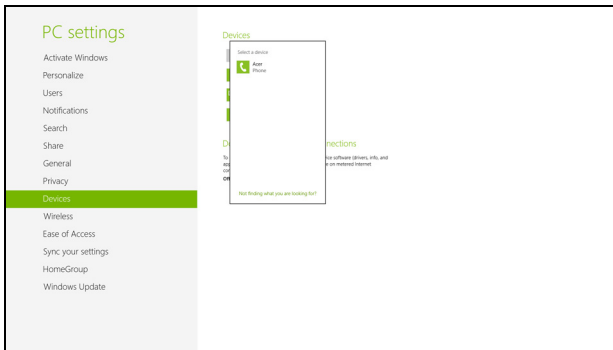 PC settings
Activate Windows
Personalize
Users
Notifications
Search
Share
General
Privacy
Devices
Wireless
Ease of Access
Sync your settings
HomeGroup
Windows Update
Devices
Select a device
Acer
Phone
Not finding what you are looking for?
nections
To
ice software (drivers, info, and
app
on metered Internet